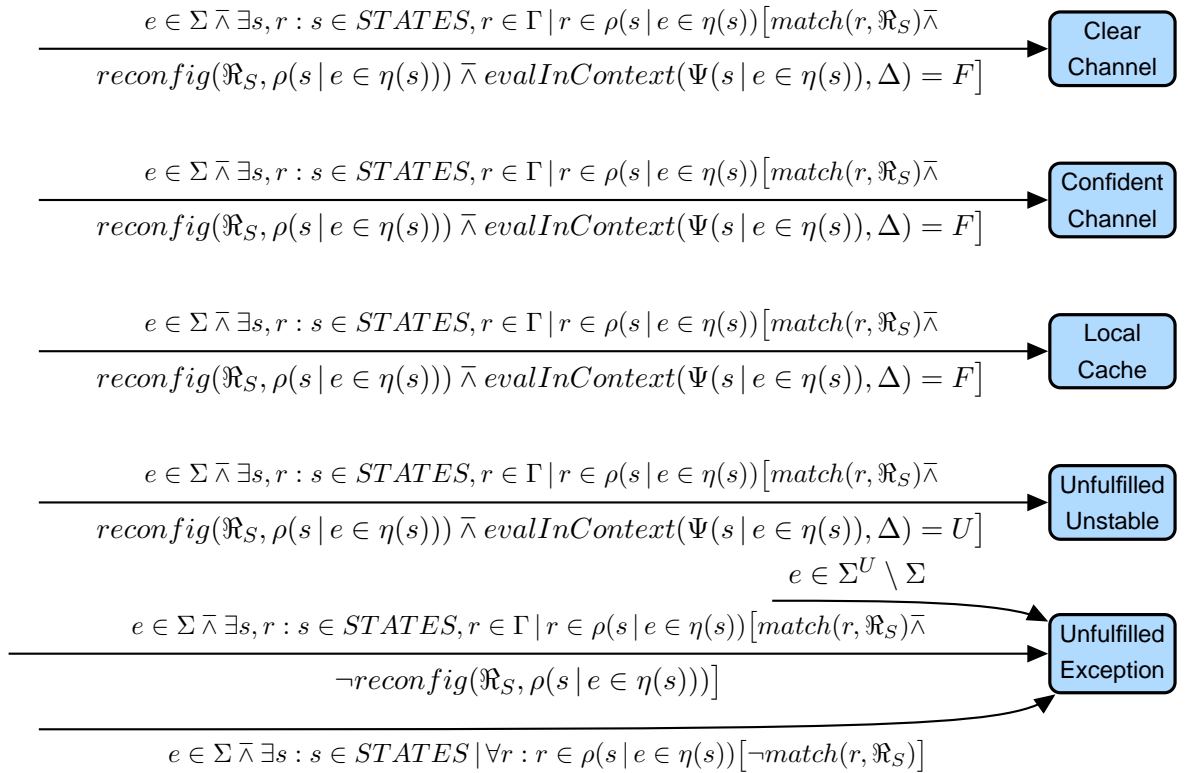 e ∈ Σ ⊼ ∃s, r : s ∈ STATES, r ∈ Γ | r ∈ ρ(s | e ∈ η(s))[match(r, ℜ_S)⊼
reconfig(ℜ_S, ρ(s | e ∈ η(s))) ⊼ evalInContext(Ψ(s | e ∈ η(s)), Δ) = F]
Clear
Channel
e ∈ Σ ⊼ ∃s, r : s ∈ STATES, r ∈ Γ | r ∈ ρ(s | e ∈ η(s))[match(r, ℜ_S)⊼
reconfig(ℜ_S, ρ(s | e ∈ η(s))) ⊼ evalInContext(Ψ(s | e ∈ η(s)), Δ) = F]
Confident
Channel
e ∈ Σ ⊼ ∃s, r : s ∈ STATES, r ∈ Γ | r ∈ ρ(s | e ∈ η(s))[match(r, ℜ_S)⊼
reconfig(ℜ_S, ρ(s | e ∈ η(s))) ⊼ evalInContext(Ψ(s | e ∈ η(s)), Δ) = F]
Local
Cache
e ∈ Σ ⊼ ∃s, r : s ∈ STATES, r ∈ Γ | r ∈ ρ(s | e ∈ η(s))[match(r, ℜ_S)⊼
reconfig(ℜ_S, ρ(s | e ∈ η(s))) ⊼ evalInContext(Ψ(s | e ∈ η(s)), Δ) = U]
Unfulfilled
Unstable
e ∈ Σ^U \ Σ
e ∈ Σ ⊼ ∃s, r : s ∈ STATES, r ∈ Γ | r ∈ ρ(s | e ∈ η(s))[match(r, ℜ_S)⊼
¬reconfig(ℜ_S, ρ(s | e ∈ η(s)))]
Unfulfilled
Exception
e ∈ Σ ⊼ ∃s : s ∈ STATES | ∀r : r ∈ ρ(s | e ∈ η(s))[¬match(r, ℜ_S)]